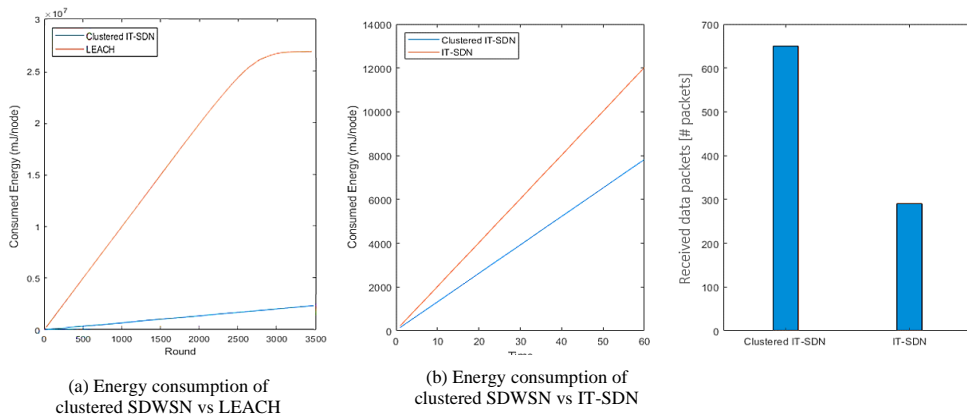 × 10⁷
3
2.5
2
1.5
1
0.5
0
Consumed Energy (mJ/node)
Clustered IT-SDN
LEACH
0 500 1000 1500 2000 2500 3000 3500
Round
(a) Energy consumption of
clustered SDWSN vs LEACH
14000
12000
10000
8000
6000
4000
2000
0
Consumed Energy (mJ/node)
Clustered IT-SDN
IT-SDN
0 10 20 30 40 50 60
Time
(b) Energy consumption of
clustered SDWSN vs IT-SDN
700
600
500
400
300
200
100
0
Received data packets [# packets]
Clustered IT-SDN IT-SDN